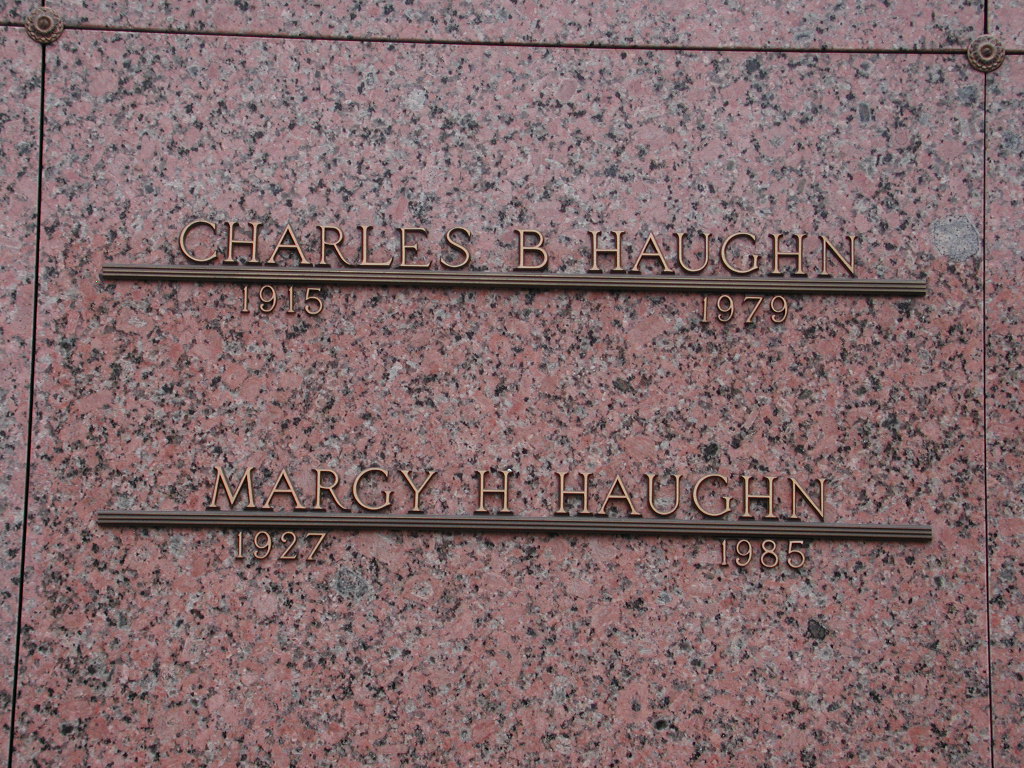 CHARLES B HAUGHN
1915 1979
MARGY H HAUGHN
1927 1985